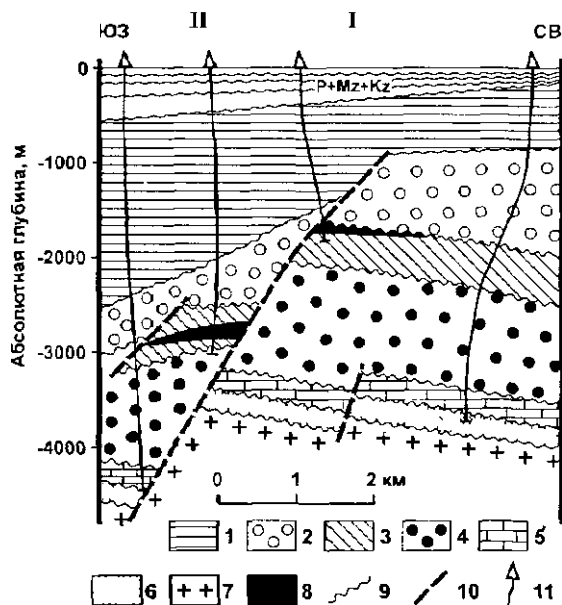 ЮЗ II I СВ
0
P+Mz+Kz
-1000
-2000
-3000
-4000
Абсолютная глубина, м
0 1 2 км
1 2 3 4 5
6 7 8 9 10 11